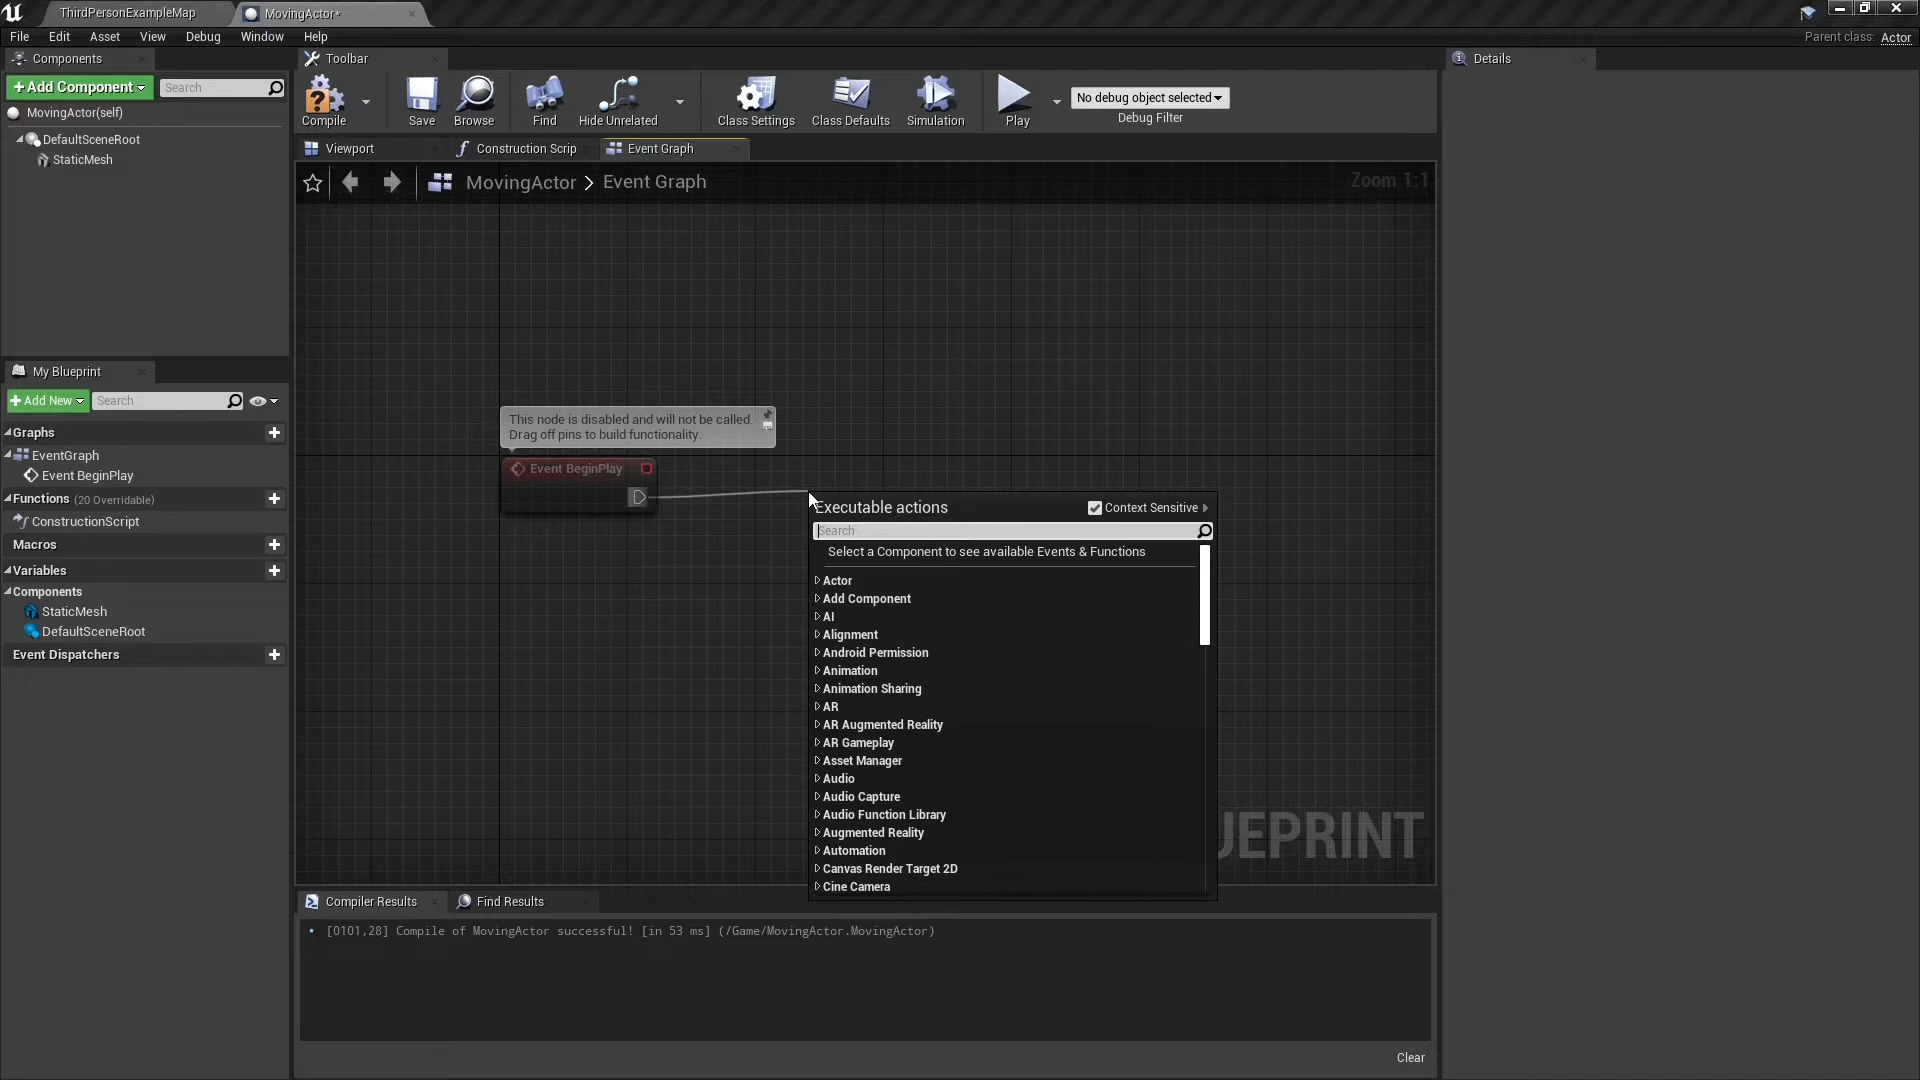 ThirdPersonExampleMap
MovingActor*
File Edit Asset View Debug Window Help
Parent class: Actor
Components
Toolbar
Details
+ Add Component
Search
MovingActor(self)
DefaultSceneRoot
StaticMesh
Compile
Save
Browse
Find
Hide Unrelated
Class Settings
Class Defaults
Simulation
Play
No debug object selected
Debug Filter
Viewport
Construction Scrip
Event Graph
MovingActor > Event Graph
Zoom 1:1
My Blueprint
+ Add New
Search
Graphs
EventGraph
Event BeginPlay
Functions (20 Overridable)
ConstructionScript
Macros
Variables
Components
StaticMesh
DefaultSceneRoot
Event Dispatchers
This node is disabled and will not be called.
Drag off pins to build functionality.
Event BeginPlay
Executable actions
Context Sensitive
Search
Select a Component to see available Events & Functions
Actor
Add Component
AI
Alignment
Android Permission
Animation
Animation Sharing
AR
AR Augmented Reality
AR Gameplay
Asset Manager
Audio
Audio Capture
Audio Function Library
Augmented Reality
Automation
Canvas Render Target 2D
Cine Camera
UEPRINT
Compiler Results
Find Results
[0101,28] Compile of MovingActor successful! [in 53 ms] (/Game/MovingActor.MovingActor)
Clear